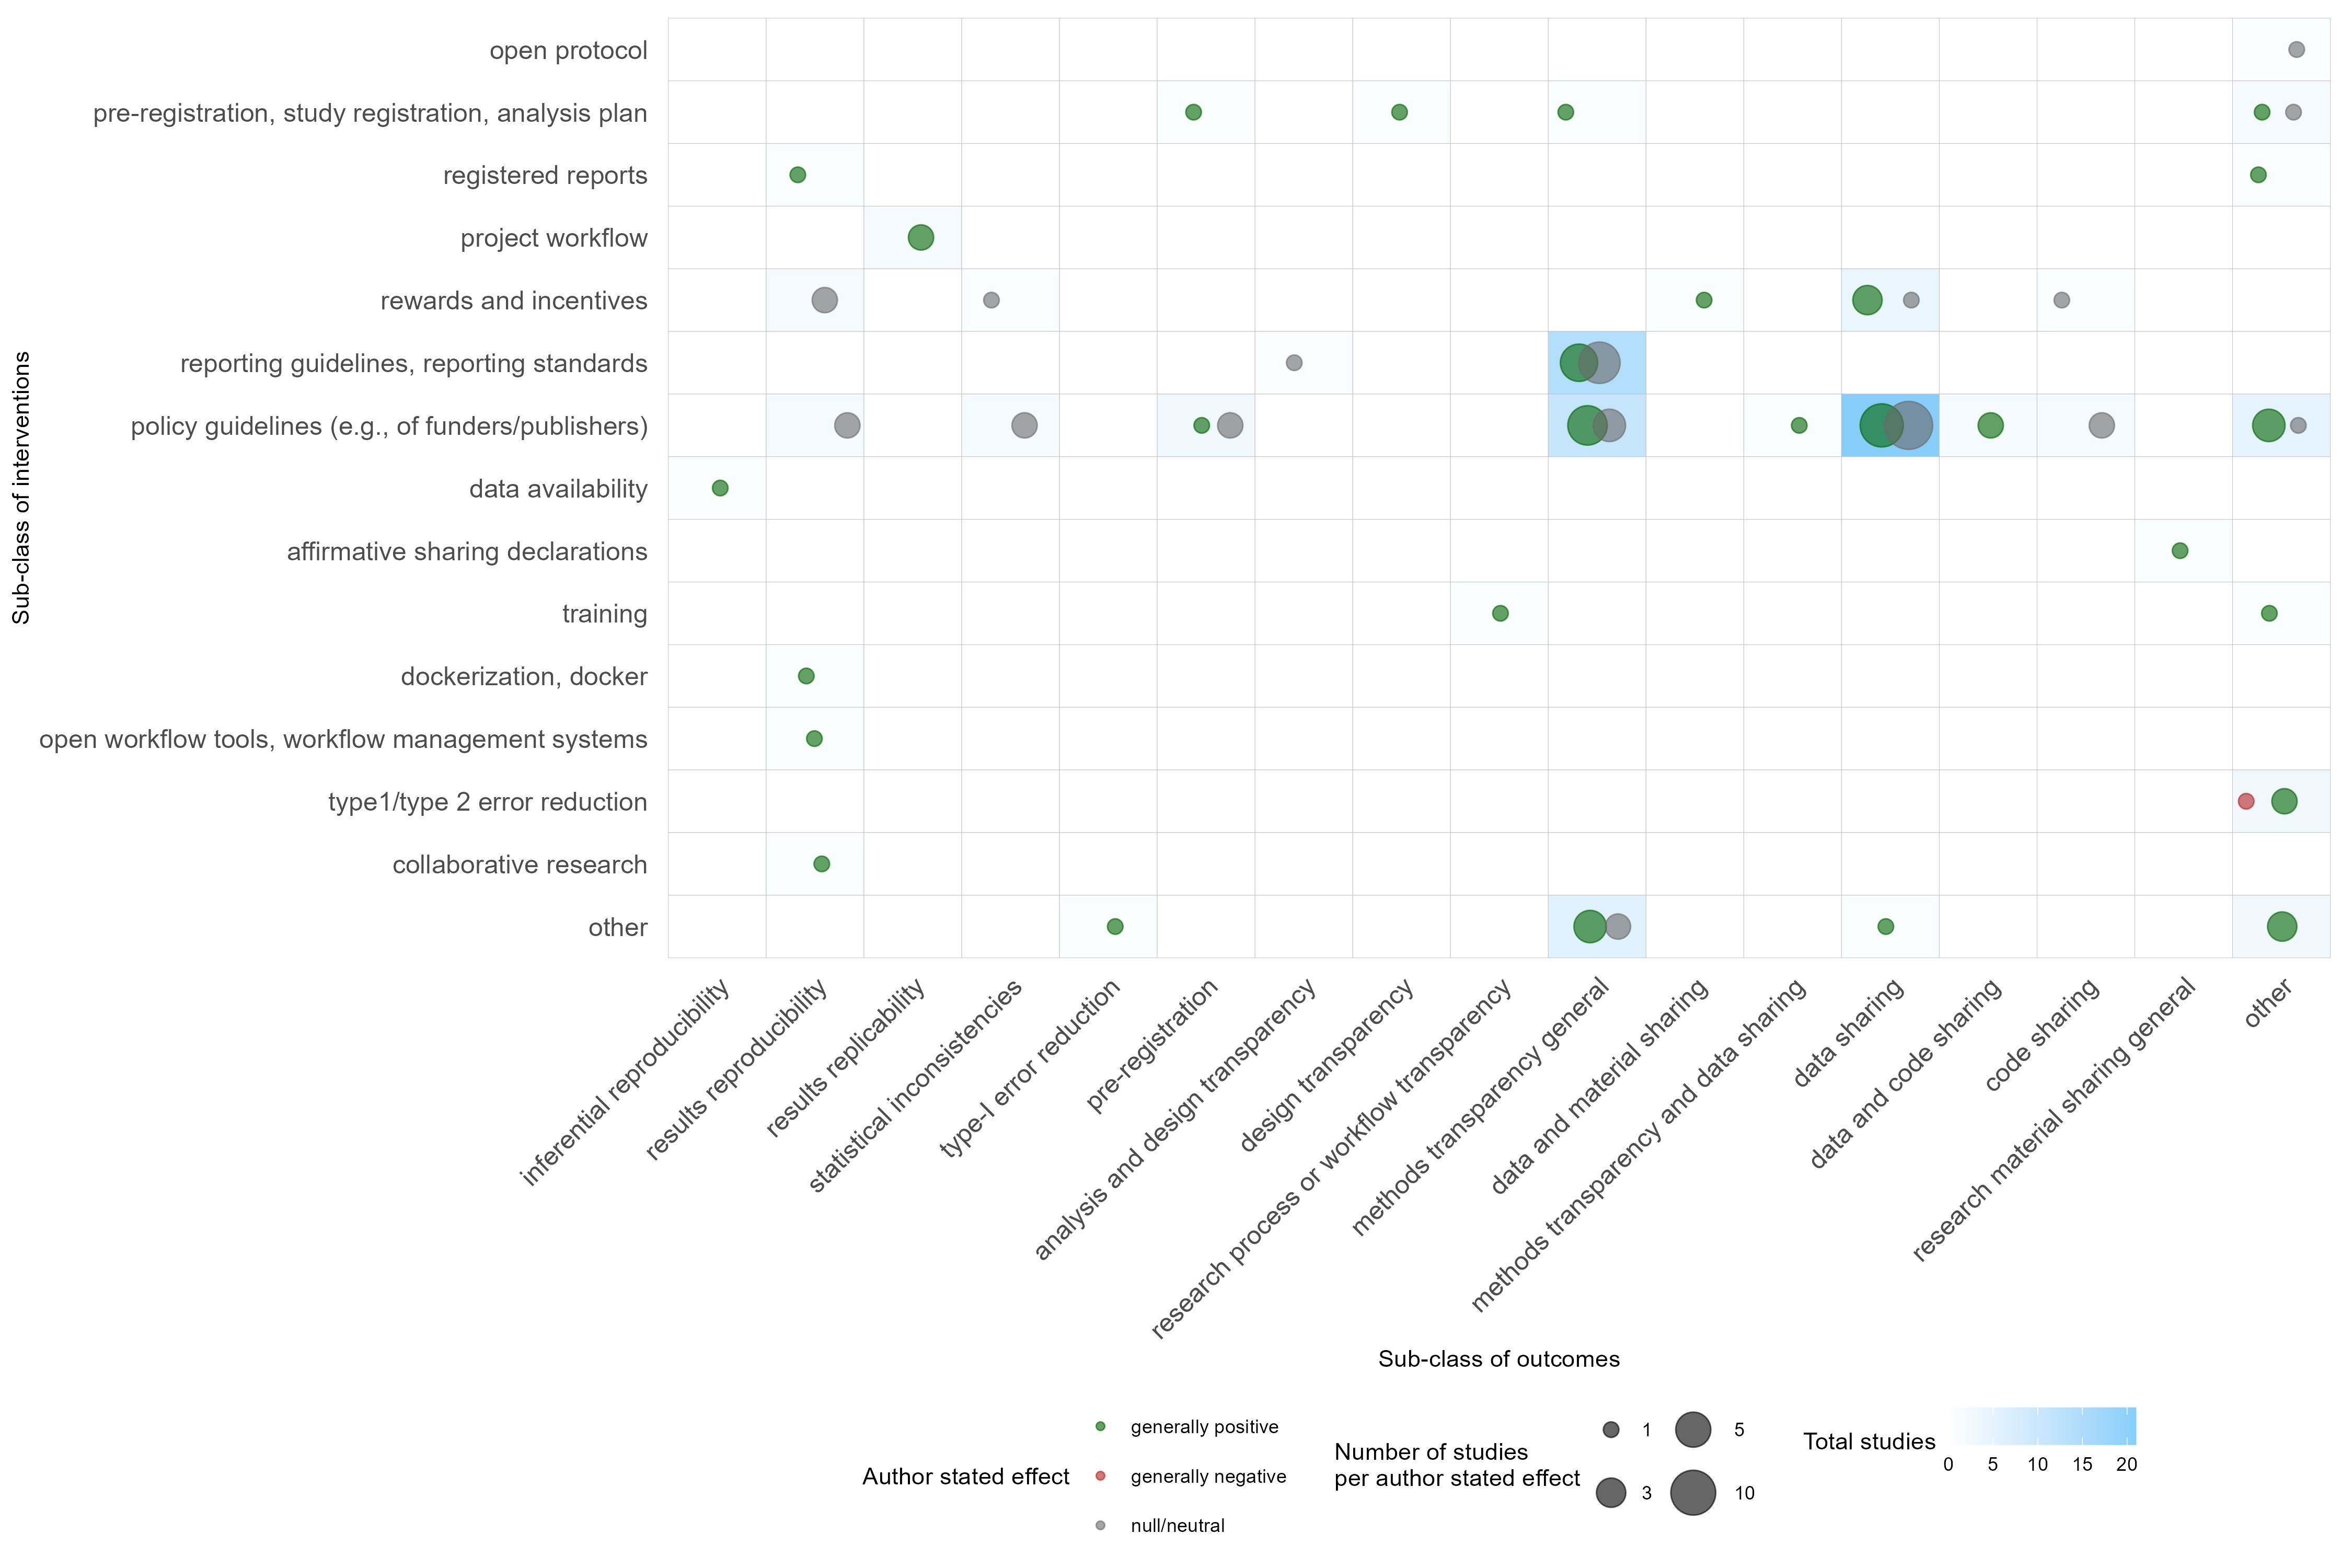 Sub-class of interventions
open protocol
pre-registration, study registration, analysis plan
registered reports
project workflow
rewards and incentives
reporting guidelines, reporting standards
policy guidelines (e.g., of funders/publishers)
data availability
affirmative sharing declarations
training
dockerization, docker
open workflow tools, workflow management systems
type1/type 2 error reduction
collaborative research
other
inferential reproducibility
results reproducibility
results replicability
statistical inconsistencies
type-I error reduction
pre-registration
analysis and design transparency
design transparency
research process or workflow transparency
methods transparency general
data and material sharing
methods transparency and data sharing
data sharing
data and code sharing
code sharing
research material sharing general
other
Sub-class of outcomes
Author stated effect
generally positive
generally negative
null/neutral
Number of studies
per author stated effect
1
5
3
10
Total studies
0 5 10 15 20